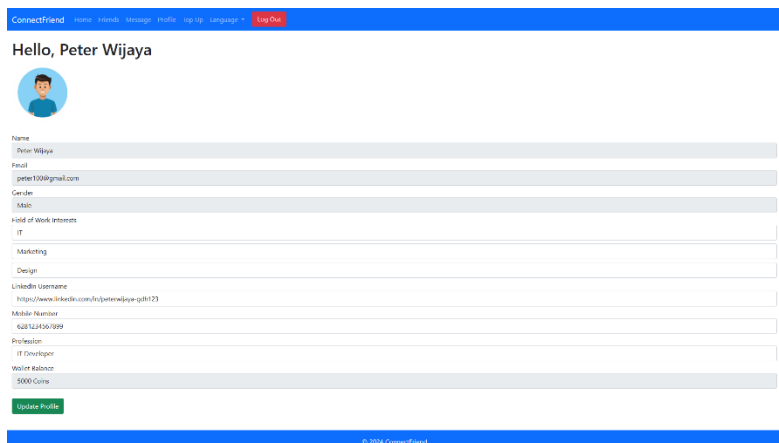 ConnectFriend Home Friends Message Profile Top Up Language Log Out
Hello, Peter Wijaya
Name
Peter Wijaya
Email
peter100@gmail.com
Gender
Male
Field of Work Interests
IT
Marketing
Design
Linkedin Username
https://www.linkedin.com/in/peterwijaya-gdh123
Mobile Number
6281234567899
Profession
IT Developer
Wallet Balance
5000 Coins
Update Profile
© 2024 ConnectFriend